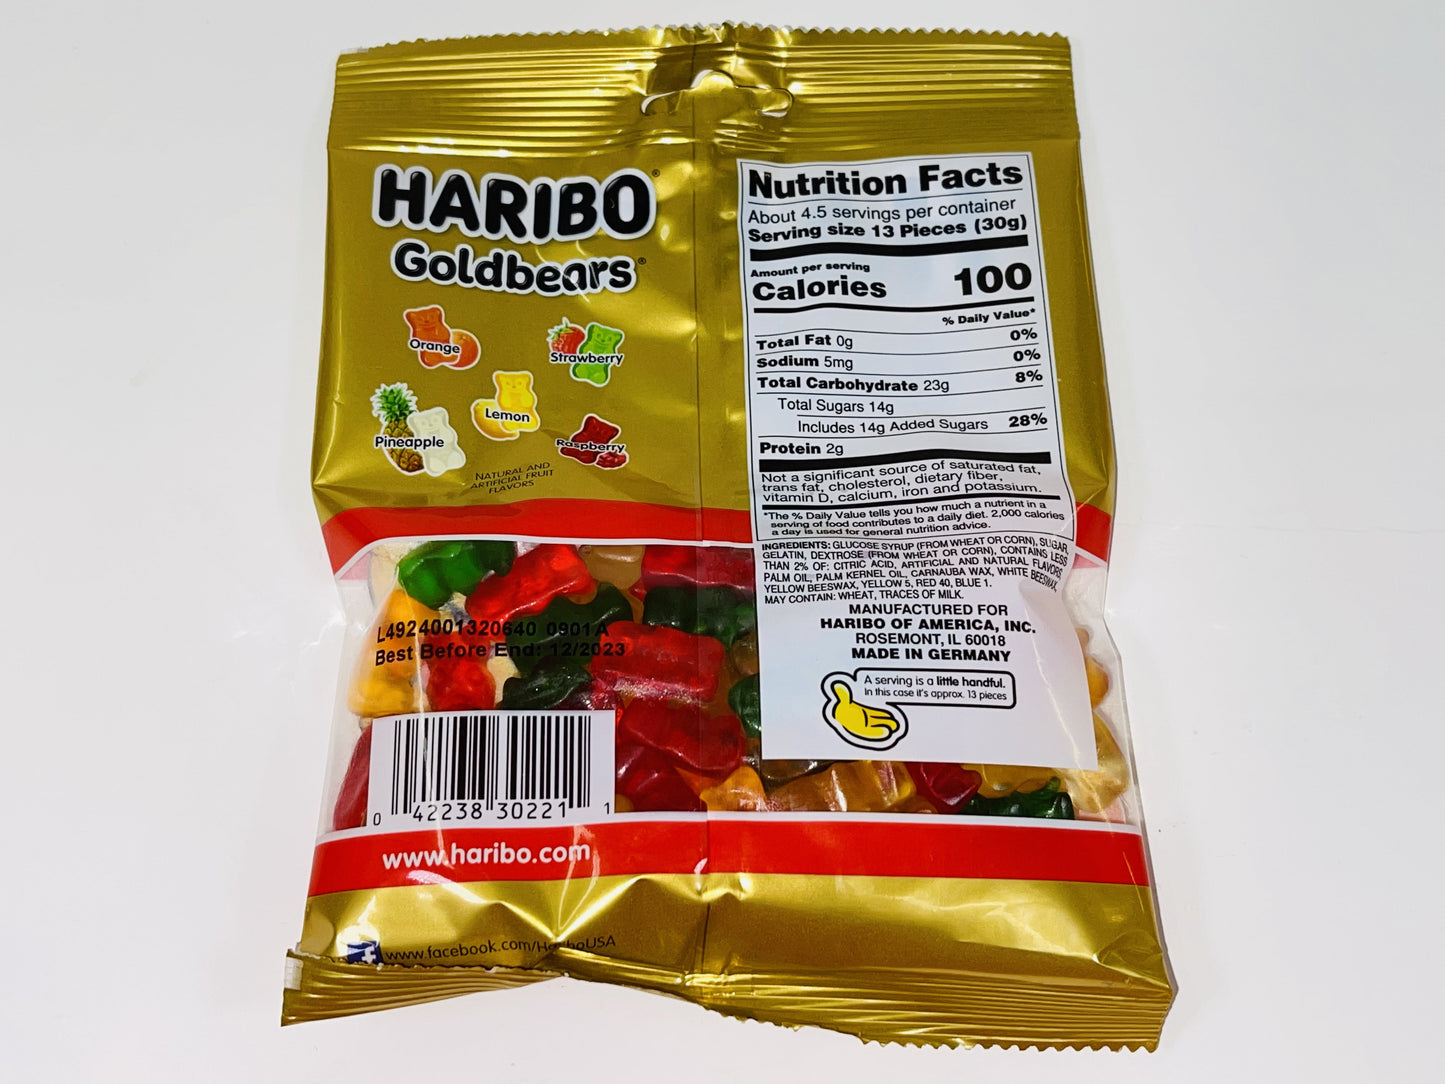 HARIBO®
Goldbears®
Orange
Strawberry
Pineapple
Lemon
Raspberry
NATURAL AND
ARTIFICIAL FRUIT
FLAVORS
L4924001320640 0901A
Best Before End: 12/2023
0 42238 30221 1
www.haribo.com
www.facebook.com/HariboUSA
Nutrition Facts
About 4.5 servings per container
Serving size 13 Pieces (30g)
Amount per serving
Calories 100
% Daily Value*
Total Fat 0g 0%
Sodium 5mg 0%
Total Carbohydrate 23g 8%
Total Sugars 14g
Includes 14g Added Sugars 28%
Protein 2g
Not a significant source of saturated fat,
trans fat, cholesterol, dietary fiber,
vitamin D, calcium, iron and potassium.
*The % Daily Value tells you how much a nutrient in a
serving of food contributes to a daily diet. 2,000 calories
a day is used for general nutrition advice.
INGREDIENTS: GLUCOSE SYRUP (FROM WHEAT OR CORN), SUGAR,
GELATIN, DEXTROSE (FROM WHEAT OR CORN), CONTAINS LESS
THAN 2% OF: CITRIC ACID, ARTIFICIAL AND NATURAL FLAVORS,
PALM OIL, PALM KERNEL OIL, CARNAUBA WAX, WHITE BEESWAX,
YELLOW BEESWAX, YELLOW 5, RED 40, BLUE 1.
MAY CONTAIN: WHEAT, TRACES OF MILK.
MANUFACTURED FOR
HARIBO OF AMERICA, INC.
ROSEMONT, IL 60018
MADE IN GERMANY
A serving is a little handful.
In this case it's approx. 13 pieces